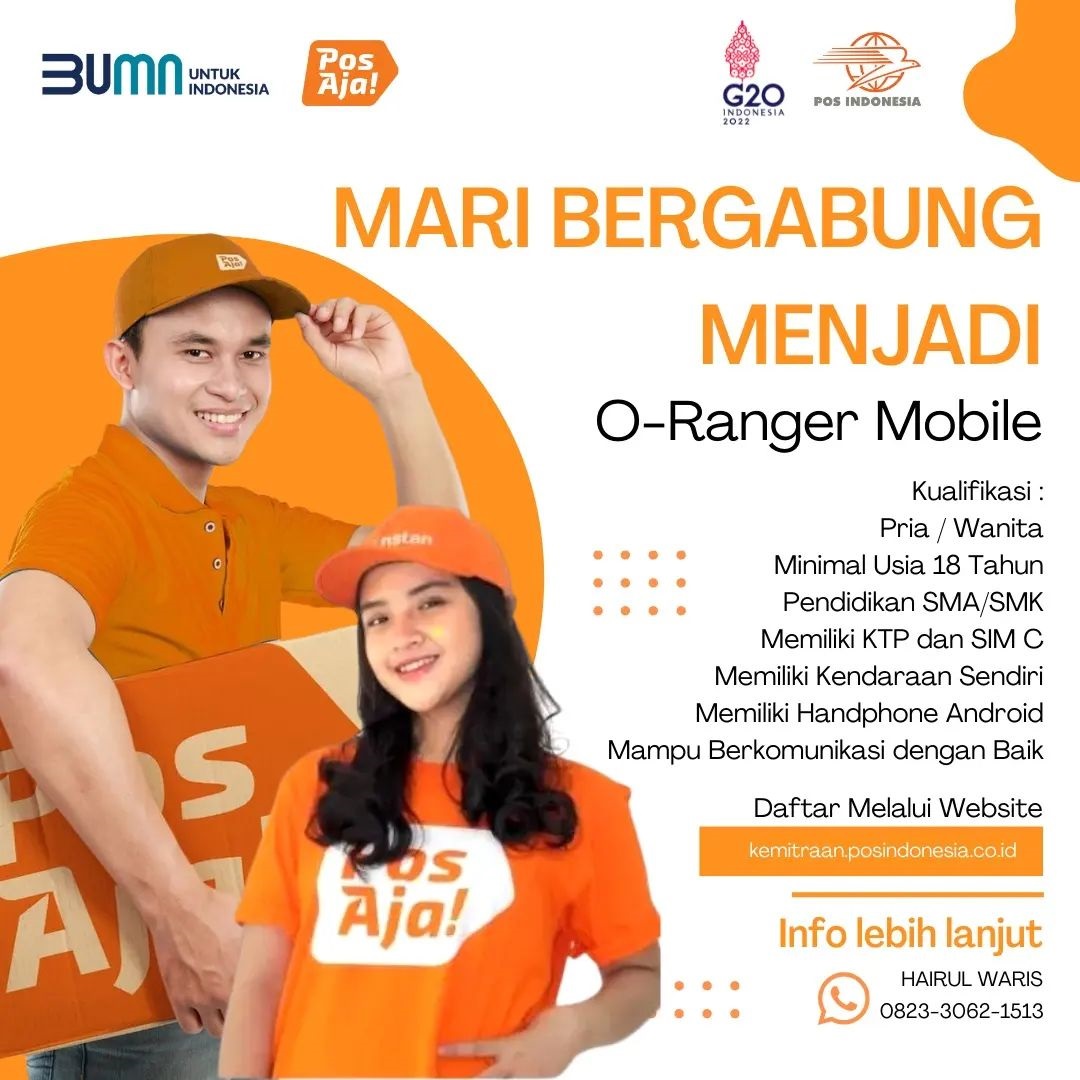 BUMN UNTUK
INDONESIA
Pos
Aja!
G20
INDONESIA
2022
POS INDONESIA
MARI BERGABUNG
MENJADI
O-Ranger Mobile
Kualifikasi :
Pria / Wanita
Minimal Usia 18 Tahun
Pendidikan SMA/SMK
Memiliki KTP dan SIM C
Memiliki Kendaraan Sendiri
Memiliki Handphone Android
Mampu Berkomunikasi dengan Baik
Daftar Melalui Website
kemitraan.posindonesia.co.id
Info lebih lanjut
HAIRUL WARIS
0823-3062-1513
Pos
Aja!
nstan
Pos
Aj
Pos
Aja!